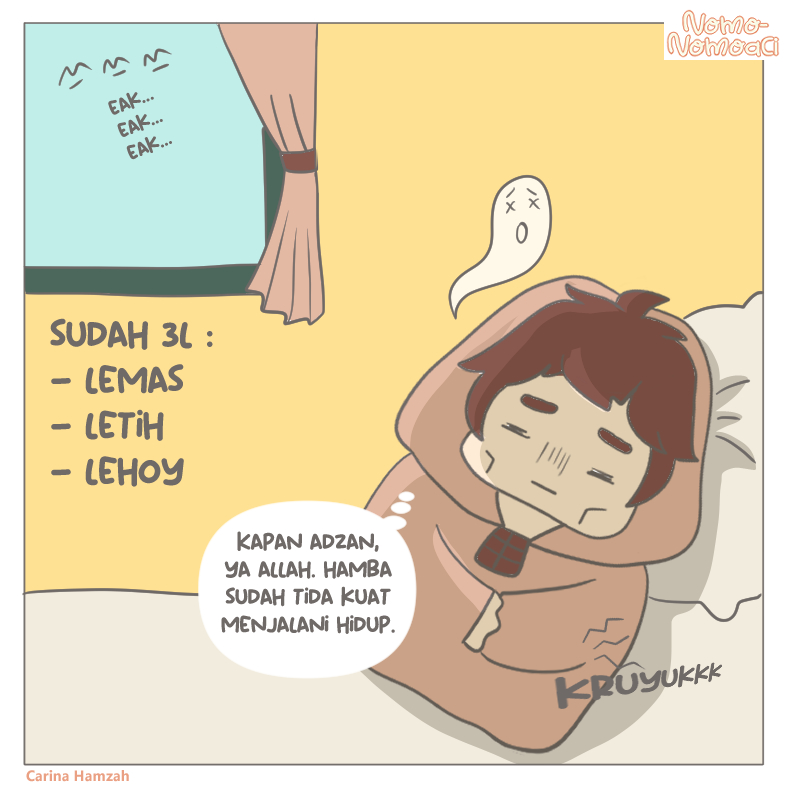 Nomo-
Nomoaci
EAK...
EAK...
EAK...
SUDAH 3L :
- LEMAS
- LETiH
- LEHOY
KAPAN ADZAN,
YA ALLAH. HAMBA
SUDAH TiDA KUAT
MENJALANi HiDUP.
KRUYUKKK
Carina Hamzah